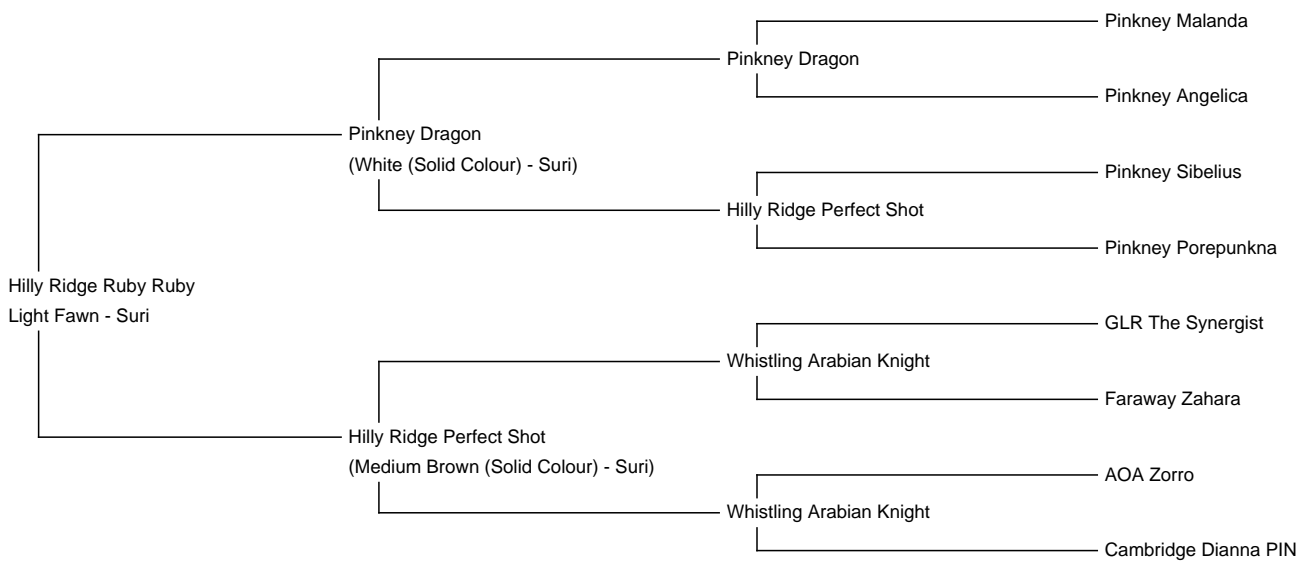 Pinkney Malanda
Pinkney Dragon
Pinkney Angelica
Pinkney Dragon
(White (Solid Colour) - Suri)
Pinkney Sibelius
Hilly Ridge Perfect Shot
Pinkney Porepunkna
Hilly Ridge Ruby Ruby
Light Fawn - Suri
GLR The Synergist
Whistling Arabian Knight
Faraway Zahara
Hilly Ridge Perfect Shot
(Medium Brown (Solid Colour) - Suri)
AOA Zorro
Whistling Arabian Knight
Cambridge Dianna PIN